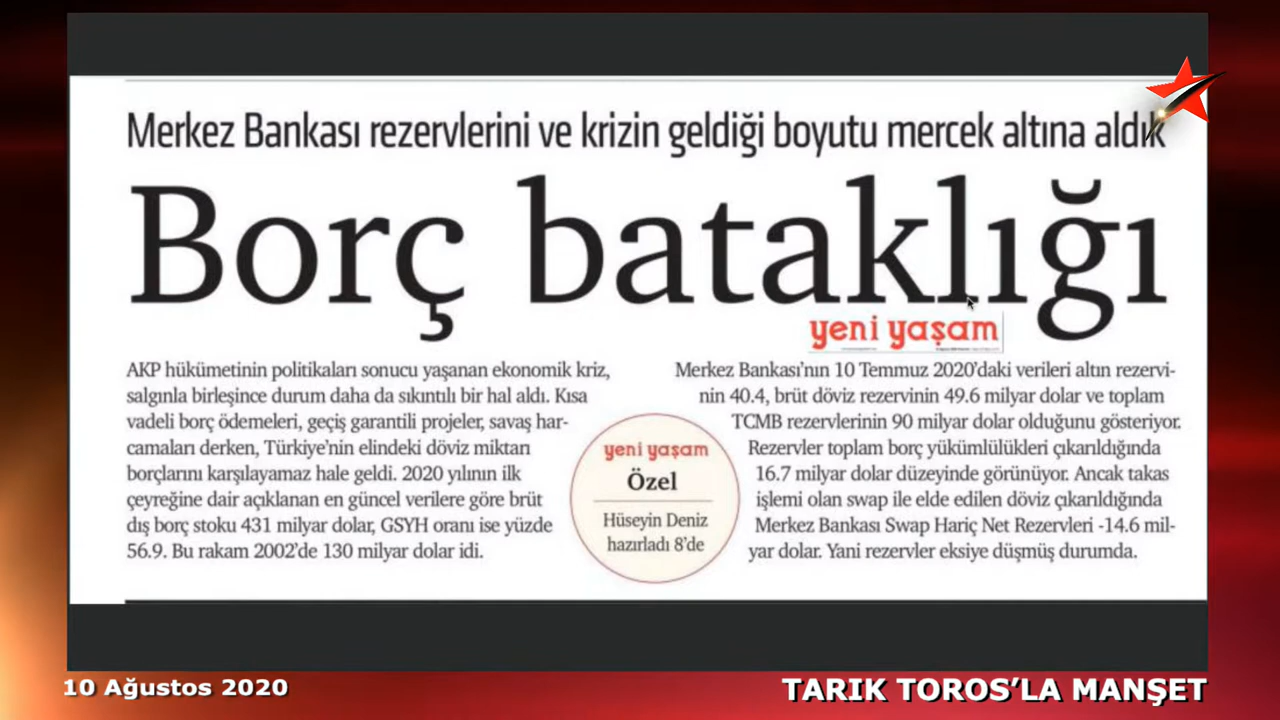 Merkez Bankası rezervlerini ve krizin geldiği boyutu mercek altına aldık
Borç bataklığı
yeni yaşam
AKP hükümetinin politikaları sonucu yaşanan ekonomik kriz,
salgınla birleşince durum daha da sıkıntılı bir hal aldı. Kısa
vadeli borç ödemeleri, geçiş garantili projeler, savaş har-
camaları derken, Türkiye'nin elindeki döviz miktarı
borçlarını karşılayamaz hale geldi. 2020 yılının ilk
çeyreğine dair açıklanan en güncel verilere göre brüt
dış borç stoku 431 milyar dolar, GSYH oranı ise yüzde
56.9. Bu rakam 2002'de 130 milyar dolar idi.
yeni yaşam
Özel
Hüseyin Deniz
hazırladı 8'de
Merkez Bankası'nın 10 Temmuz 2020'daki verileri altın rezervi-
nin 40.4, brüt döviz rezervinin 49.6 milyar dolar ve toplam
TCMB rezervlerinin 90 milyar dolar olduğunu gösteriyor.
Rezervler toplam borç yükümlülükleri çıkarıldığında
16.7 milyar dolar düzeyinde görünüyor. Ancak takas
işlemi olan swap ile elde edilen döviz çıkarıldığında
Merkez Bankası Swap Hariç Net Rezervleri -14.6 mil-
yar dolar. Yani rezervler eksiye düşmüş durumda.
10 Ağustos 2020
TARIK TOROS'LA MANŞET